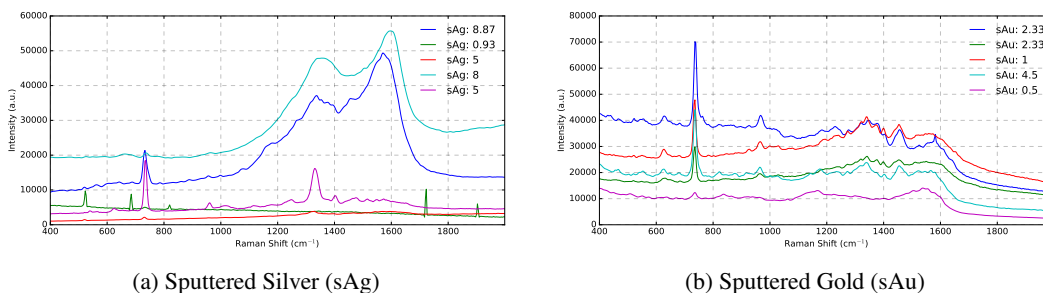 60000
50000
40000
30000
20000
10000
0
Intensity (a.u.)
400 600 800 1000 1200 1400 1600 1800
Raman Shift (cm⁻¹)
sAg: 8.87
sAg: 0.93
sAg: 5
sAg: 8
sAg: 5
(a) Sputtered Silver (sAg)
80000
70000
60000
50000
40000
30000
20000
10000
0
Intensity (a.u.)
400 600 800 1000 1200 1400 1600 1800
Raman Shift (cm⁻¹)
sAu: 2.33
sAu: 2.33
sAu: 1
sAu: 4.5
sAu: 0.5
(b) Sputtered Gold (sAu)